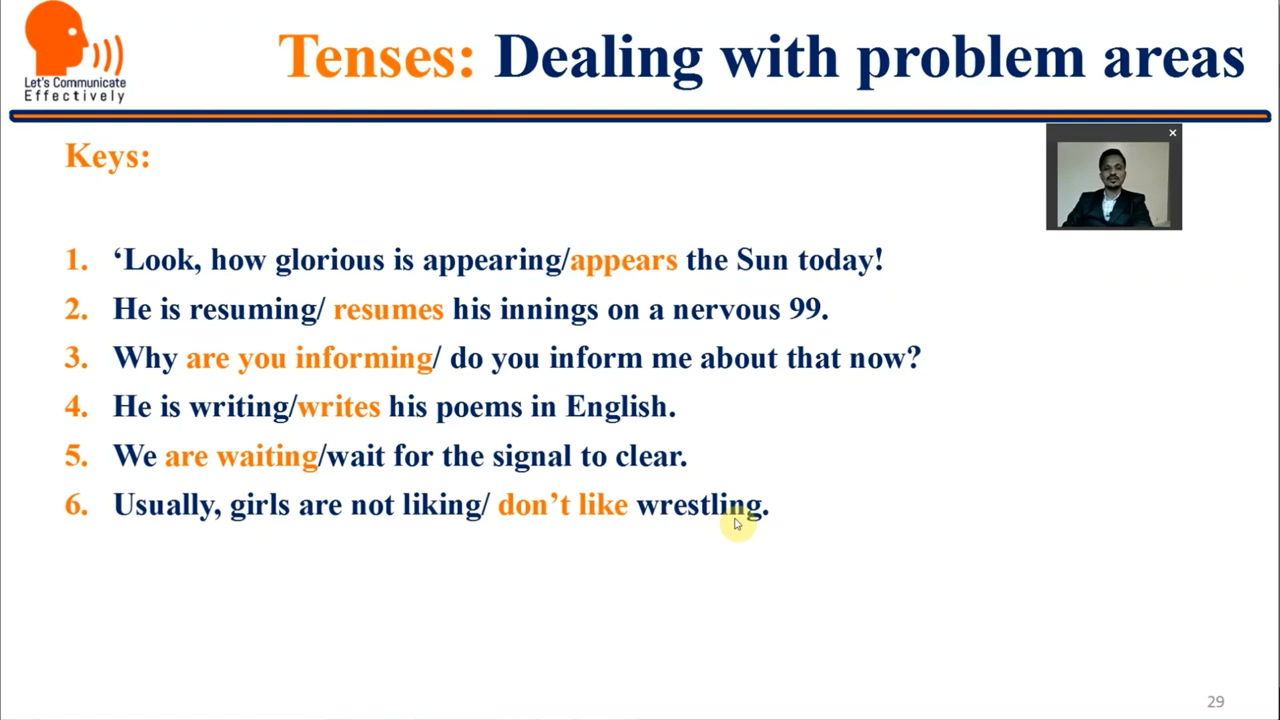 Let's Communicate
Effectively
Tenses: Dealing with problem areas
Keys:
1. ‘Look, how glorious is appearing/appears the Sun today!
2. He is resuming/ resumes his innings on a nervous 99.
3. Why are you informing/ do you inform me about that now?
4. He is writing/writes his poems in English.
5. We are waiting/wait for the signal to clear.
6. Usually, girls are not liking/ don’t like wrestling.
29